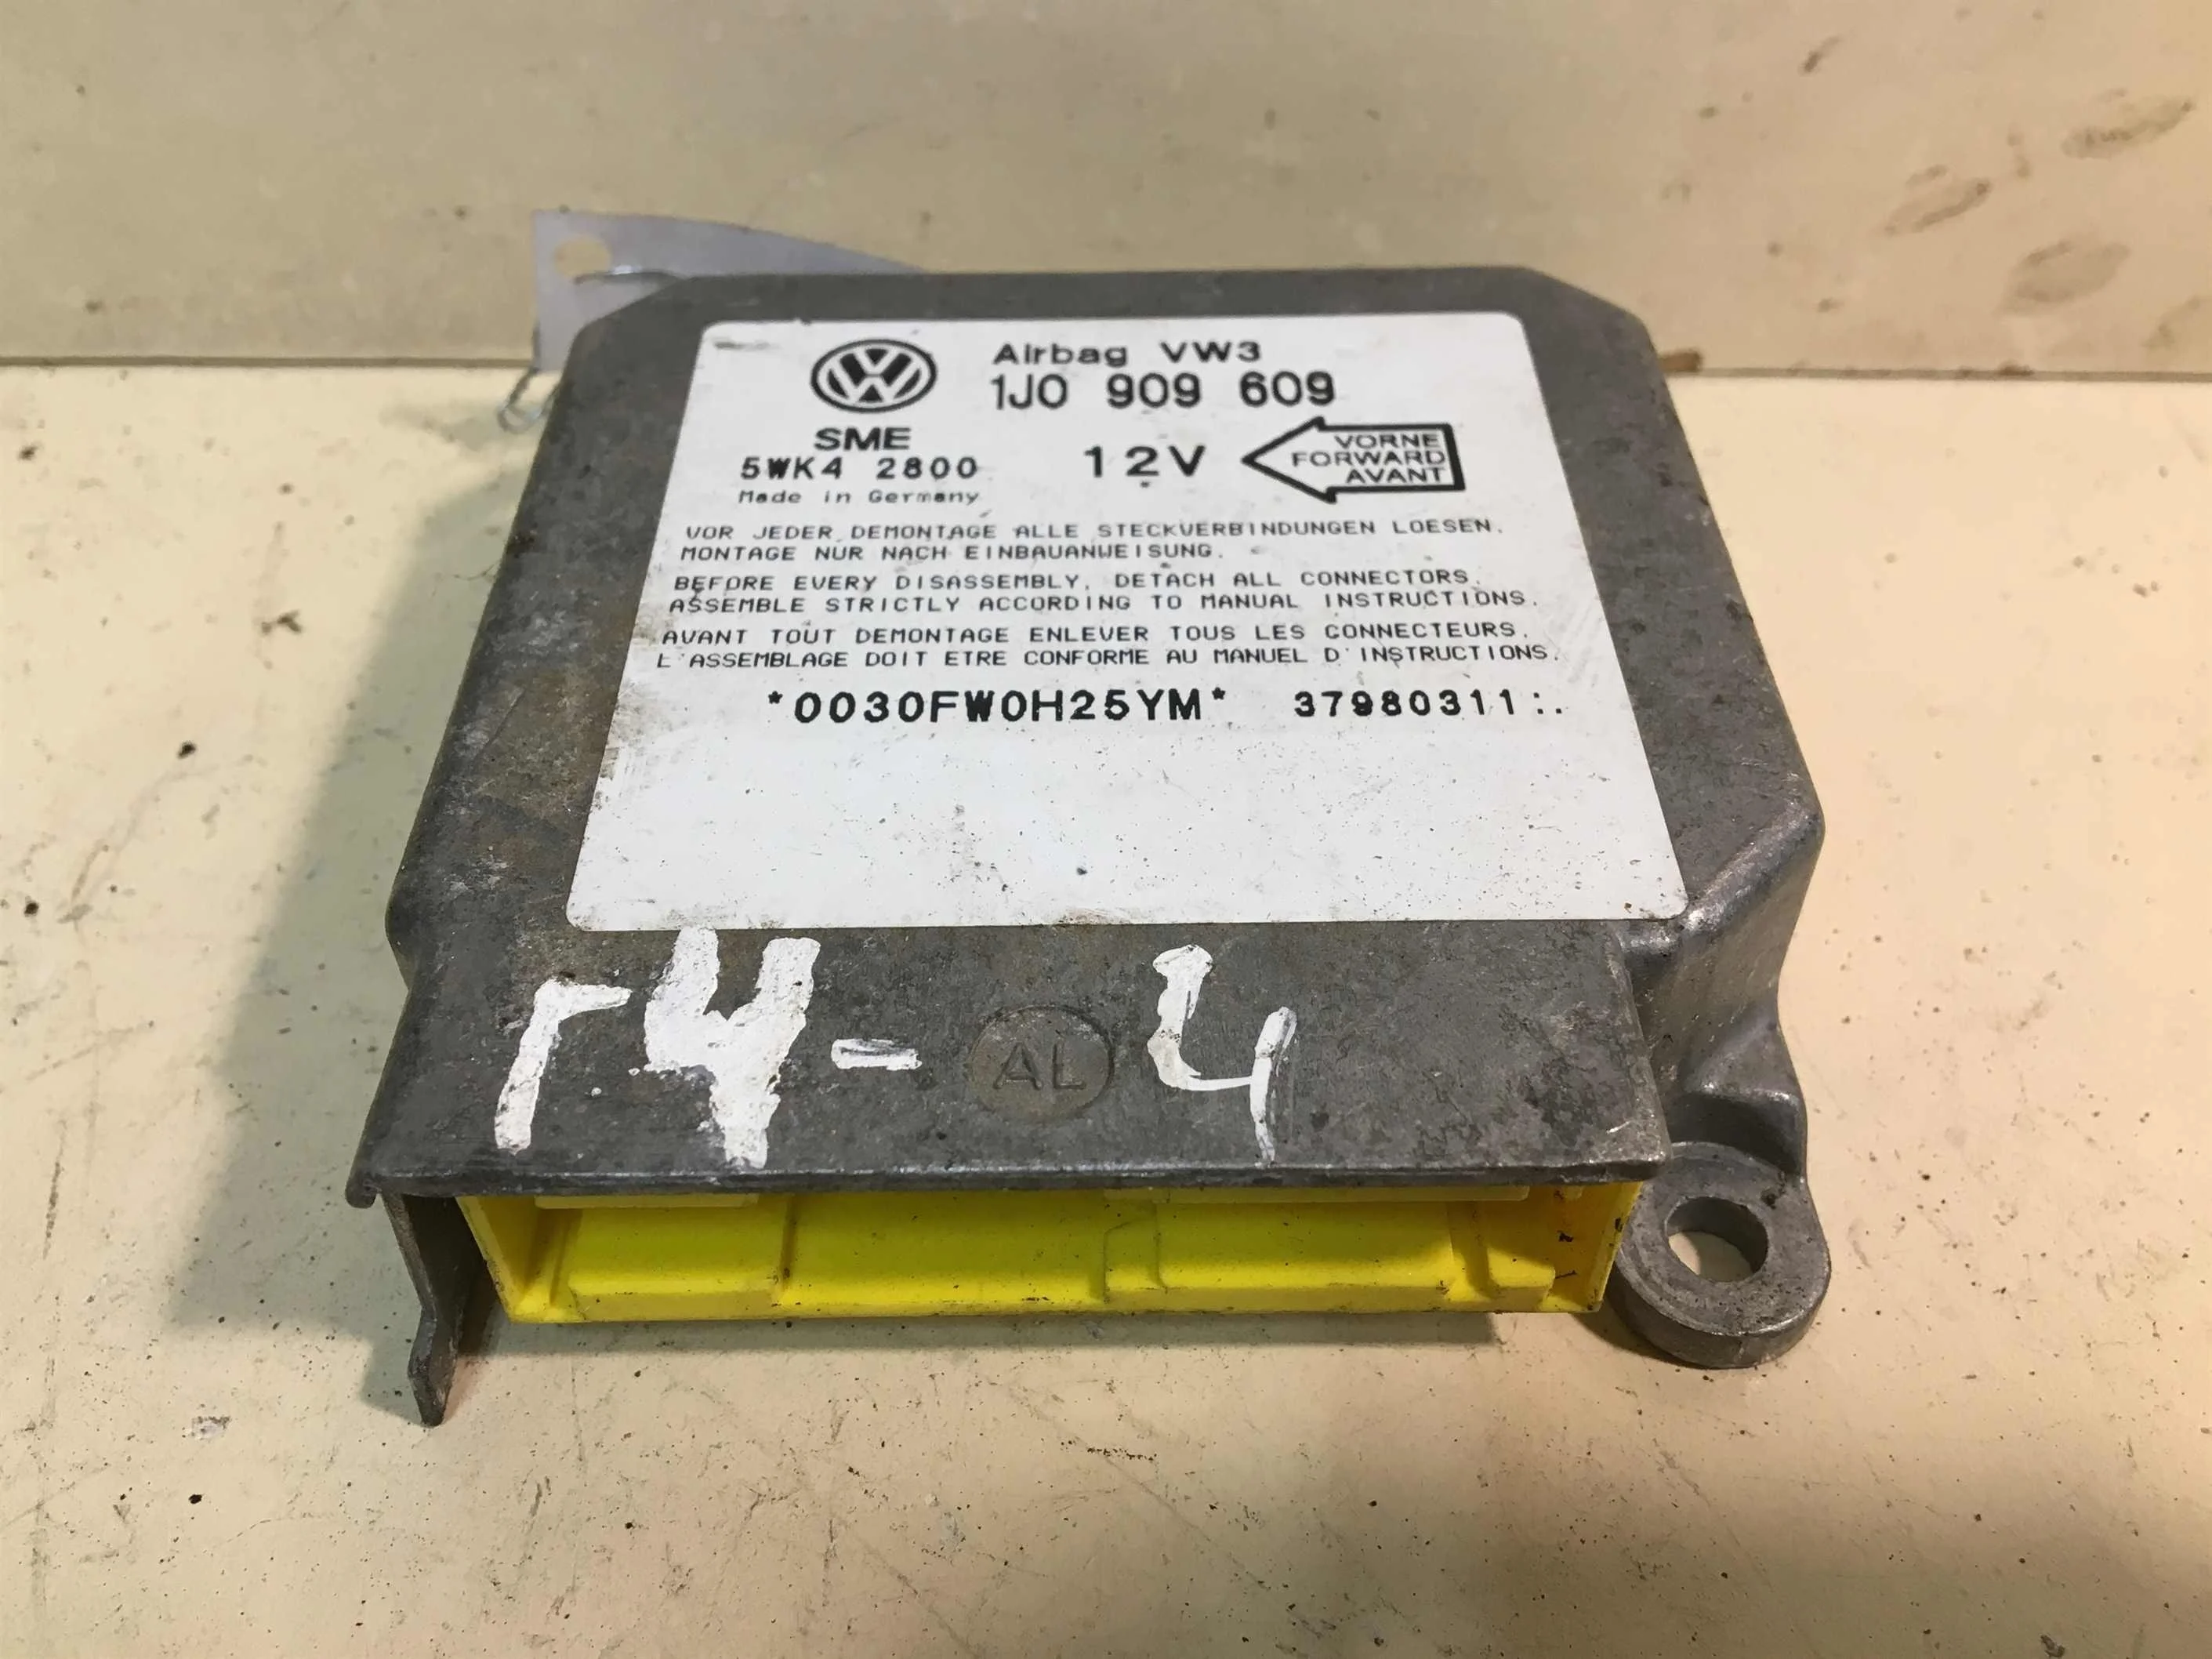 Airbag VW3
1J0 909 609
SME
5WK4 2800
Made in Germany
12V
VORNE
FORWARD
AVANT
VOR JEDER DEMONTAGE ALLE STECKVERBINDUNGEN LOESEN.
MONTAGE NUR NACH EINBAUANWEISUNG.
BEFORE EVERY DISASSEMBLY, DETACH ALL CONNECTORS.
ASSEMBLE STRICTLY ACCORDING TO MANUAL INSTRUCTIONS.
AVANT TOUT DEMONTAGE ENLEVER TOUS LES CONNECTEURS.
L'ASSEMBLAGE DOIT ETRE CONFORME AU MANUEL D'INSTRUCTIONS.
*0030FW0H25YM* 37980311:.
Г4-4
AL